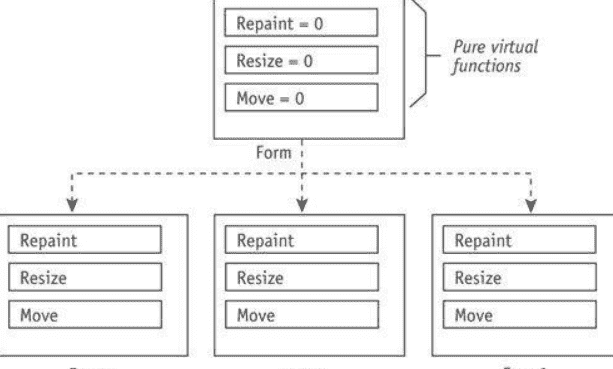 Repaint = 0
Resize = 0
Move = 0
Pure virtual
functions
Form
Repaint
Resize
Move
Repaint
Resize
Move
Repaint
Resize
Move